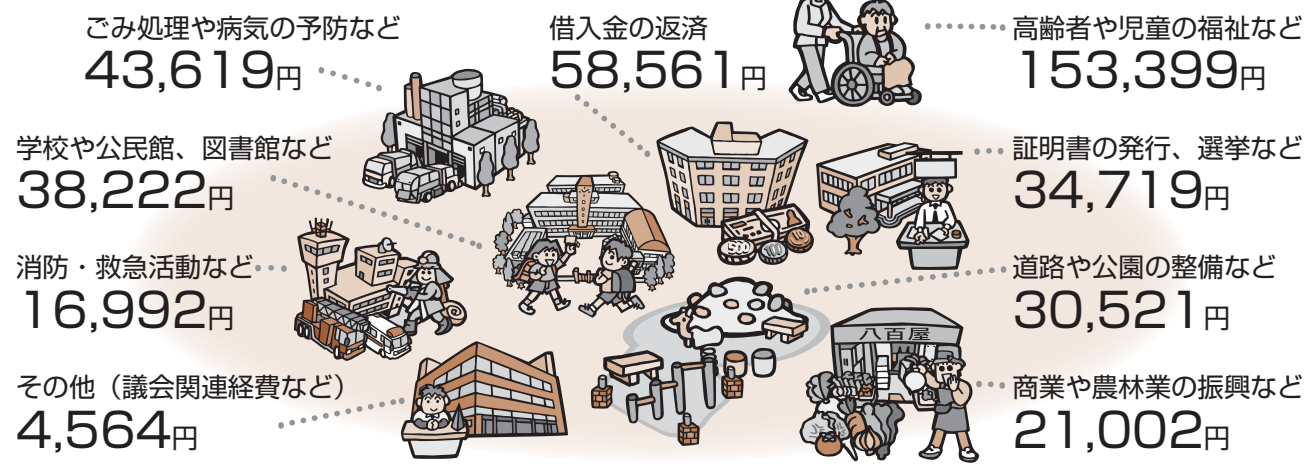 ごみ処理や病気の予防など
43,619円
借入金の返済
58,561円
高齢者や児童の福祉など
153,399円
学校や公民館、図書館など
38,222円
証明書の発行、選挙など
34,719円
消防・救急活動など
16,992円
道路や公園の整備など
30,521円
八百屋
その他（議会関連経費など）
4,564円
商業や農林業の振興など
21,002円
500